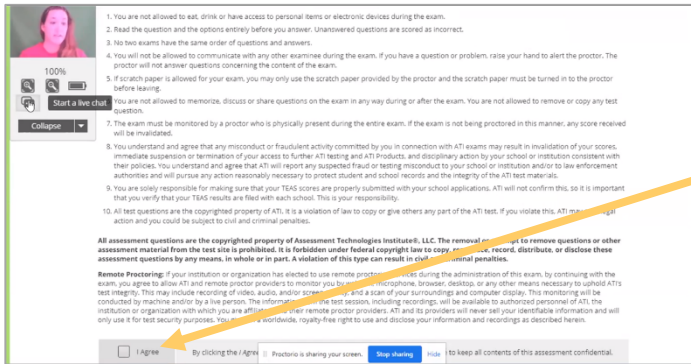 100%
Start a live chat
Collapse
1. You are not allowed to eat, drink or have access to personal items or electronic devices during the exam.
2. Read the question and the options entirely before you answer. Unanswered questions are scored as incorrect.
3. No two exams have the same order of questions and answers.
4. You will not be allowed to communicate with any other examinee during the exam. If you have a question or problem, raise your hand to alert the proctor. The
proctor will not answer questions concerning the content of the exam.
5. If scratch paper is allowed for your exam, you may only use the scratch paper provided by the proctor and the scratch paper must be turned in to the proctor
before leaving.
You are not allowed to memorize, discuss or share questions on the exam in any way during or after the exam. You are not allowed to remove or copy any test
question.
7. The exam must be monitored by a proctor who is physically present during the entire exam. If the exam is not being proctored in this manner, any score received
will be invalidated.
8. You understand and agree that any misconduct or fraudulent activity committed by you in connection with ATI exams may result in invalidation of your scores,
immediate suspension or termination of your access to further ATI testing and ATI Products, and disciplinary action by your school or institution consistent with
their policies. You understand and agree that ATI will report any suspected fraud or testing misconduct to your school or institution and/or to law enforcement
authorities and will pursue any action reasonably necessary to protect student and school records and the integrity of the ATI test materials.
9. You are solely responsible for making sure that your TEAS scores are properly submitted with your school applications. ATI will not confirm this, so it is important
that you verify that your TEAS results are filed with each school. This is your responsibility.
10. All test questions are the copyrighted property of ATI. It is a violation of law to copy or give others any part of the ATI test. If you violate this, ATI may legal
action and you could be subject to civil and criminal penalties.
All assessment questions are the copyrighted property of Assessment Technologies Institute®, LLC. The removal or to remove questions or other
assessment material from the test site is prohibited. It is forbidden under federal copyright law to copy, record, distribute, or disclose these
assessment questions by any means, in whole or in part. A violation of this type can result in civil criminal penalties.
Remote Proctoring: If your institution or organization has elected to use remote proctor during the administration of this exam, by continuing with the
exam, you agree to allow ATI and remote proctor providers to monitor you by microphone, browser, desktop, or any other means necessary to uphold ATI's
test integrity. This may include recording of video, audio, and/or screen and a scan of your surroundings and computer display. This monitoring will be
conducted by machine and/or by a live person. The information the test session, including recordings, will be available to authorized personnel of ATI, the
institution or organization with which you are their remote proctor providers. ATI and its providers will never sell your identifiable information and will
only use it for test security purposes. You worldwide, royalty-free right to use and disclose your information and recordings as described herein.
I Agree
By clicking the I Agree
Proctorio is sharing your screen. Stop sharing Hide
to keep all contents of this assessment confidential.